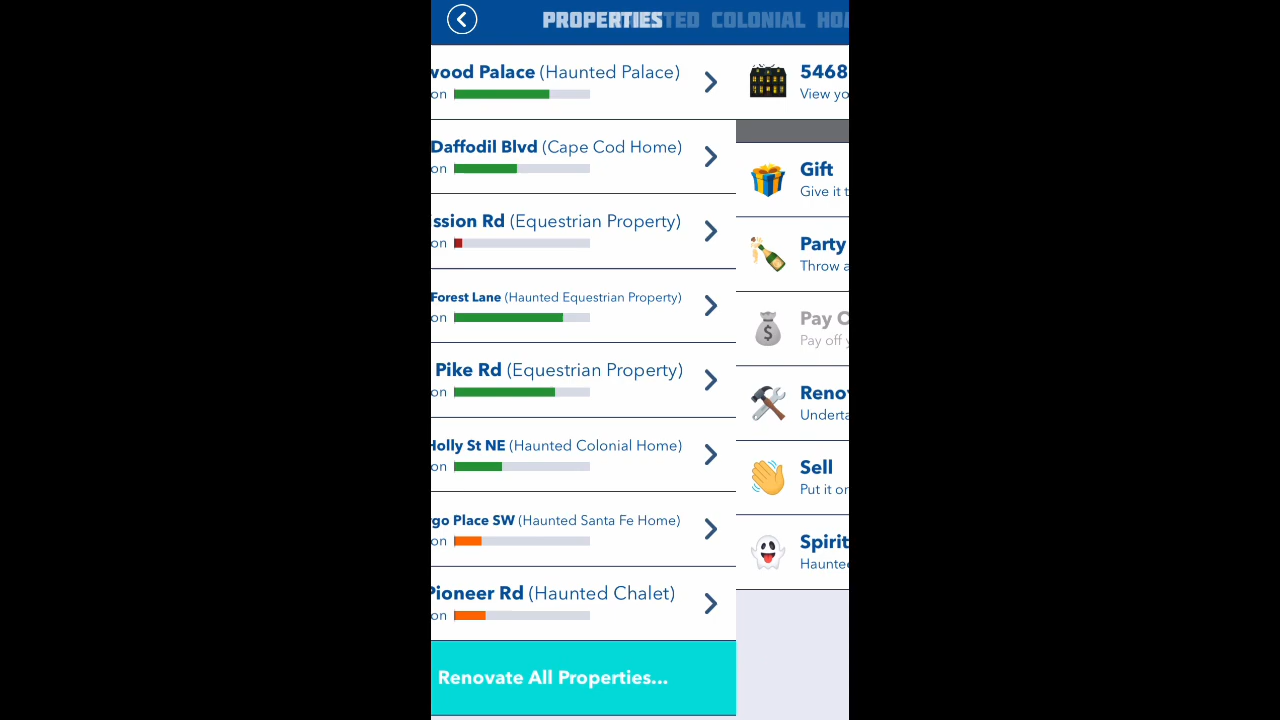 PROPERTIES
TED COLONIAL
wood Palace (Haunted Palace)
on
Daffodil Blvd (Cape Cod Home)
on
ssion Rd (Equestrian Property)
on
Forest Lane (Haunted Equestrian Property)
on
Pike Rd (Equestrian Property)
on
Holly St NE (Haunted Colonial Home)
on
go Place SW (Haunted Santa Fe Home)
on
Pioneer Rd (Haunted Chalet)
on
Renovate All Properties...
5468
View yo
Gift
Give it t
Party
Throw a
Pay O
Pay off y
Renov
Underta
Sell
Put it on
Spirit
Haunte